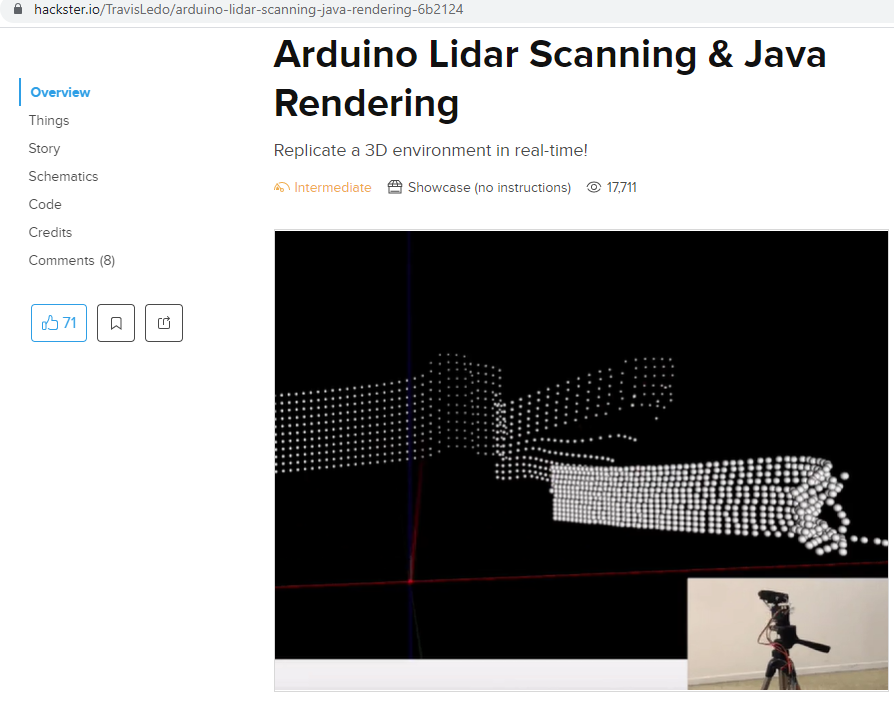 hackster.io/TravisLedo/arduino-lidar-scanning-java-rendering-6b2124
Arduino Lidar Scanning & Java
Rendering
Replicate a 3D environment in real-time!
Intermediate Showcase (no instructions) 17,711
Overview
Things
Story
Schematics
Code
Credits
Comments (8)
71